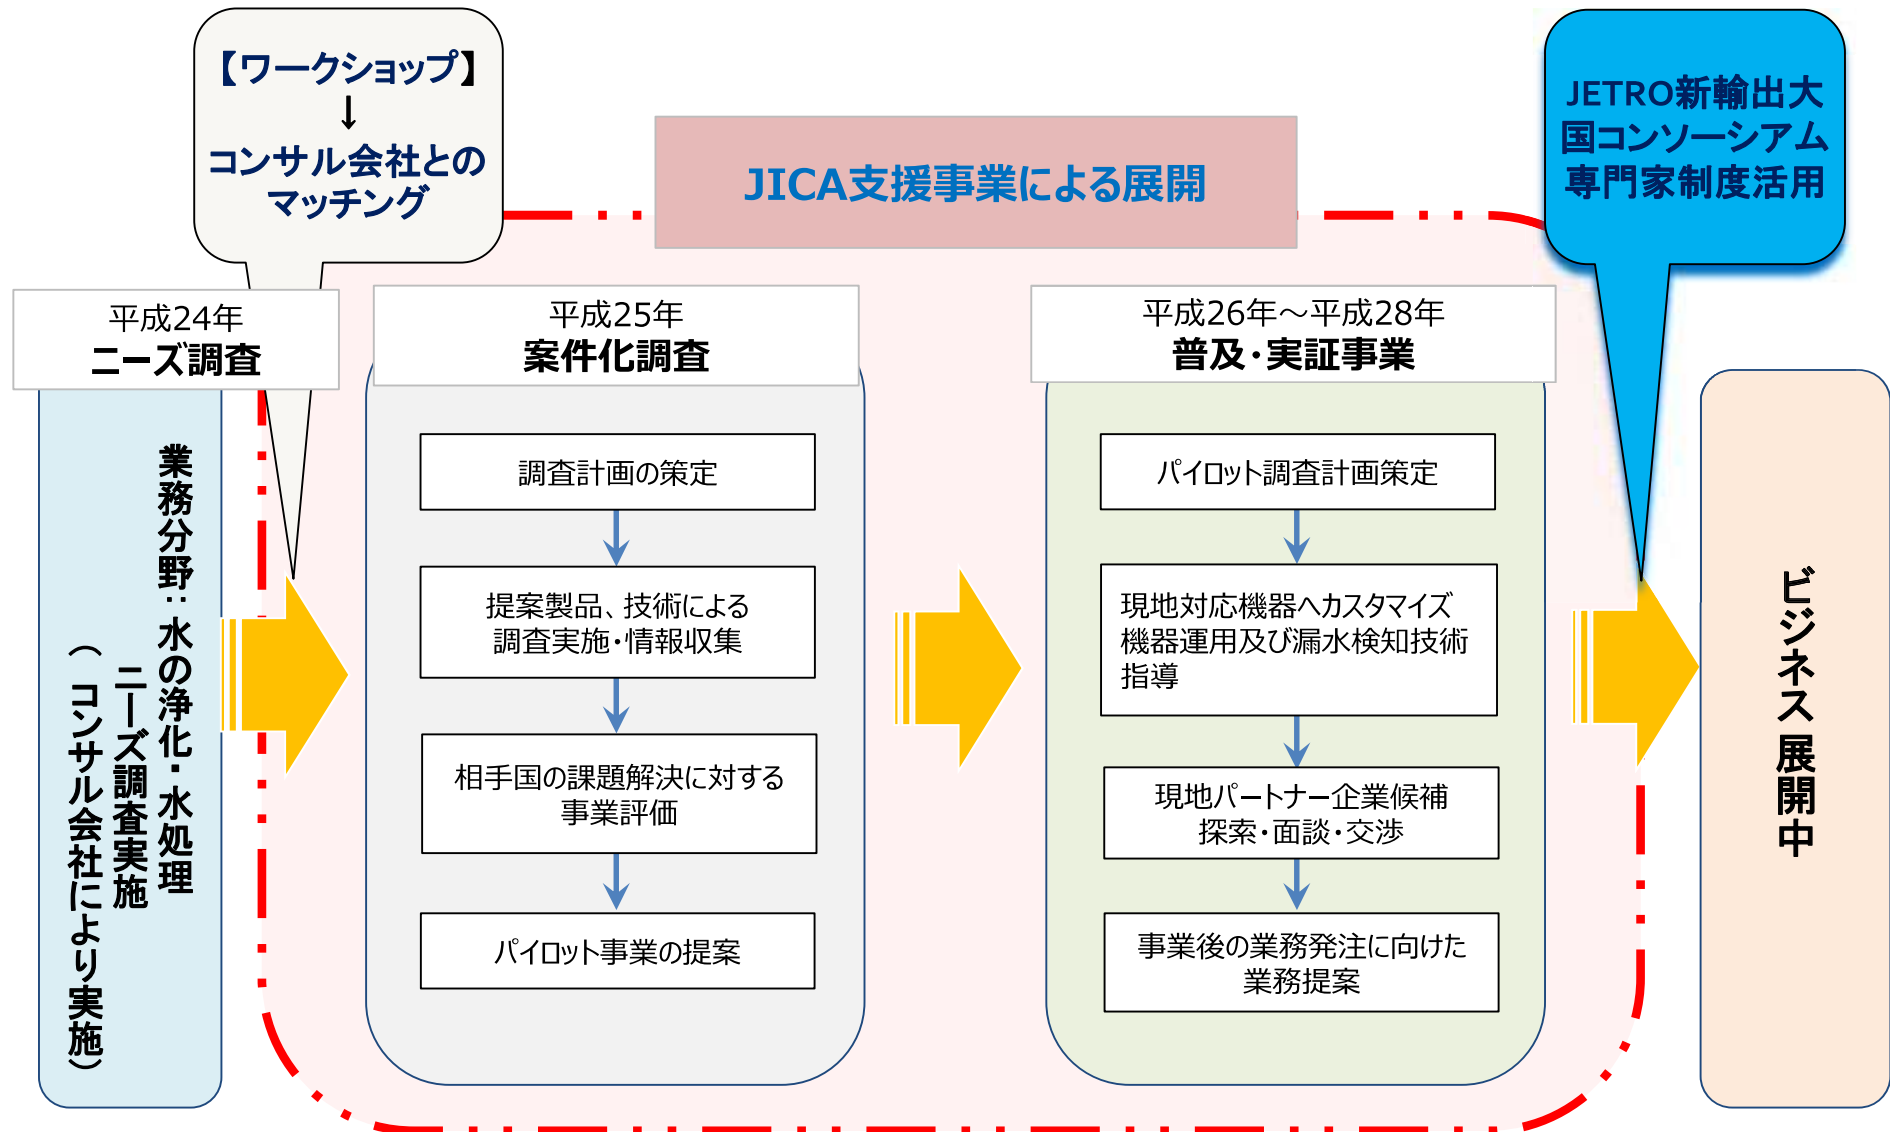 【ワークショップ】
↓
コンサル会社との
マッチング
JICA支援事業による展開
JETRO新輸出大
国コンソーシアム
専門家制度活用
平成24年
ニーズ調査
業務分野:水の浄化・水処理
ニーズ調査実施
(コンサル会社により実施)
平成25年
案件化調査
調査計画の策定
提案製品、技術による
調査実施・情報収集
相手国の課題解決に対する
事業評価
パイロット事業の提案
平成26年～平成28年
普及・実証事業
パイロット調査計画策定
現地対応機器へカスタマイズ
機器運用及び漏水検知技術
指導
現地パートナー企業候補
探索・面談・交渉
事業後の業務発注に向けた
業務提案
ビジネス展開中